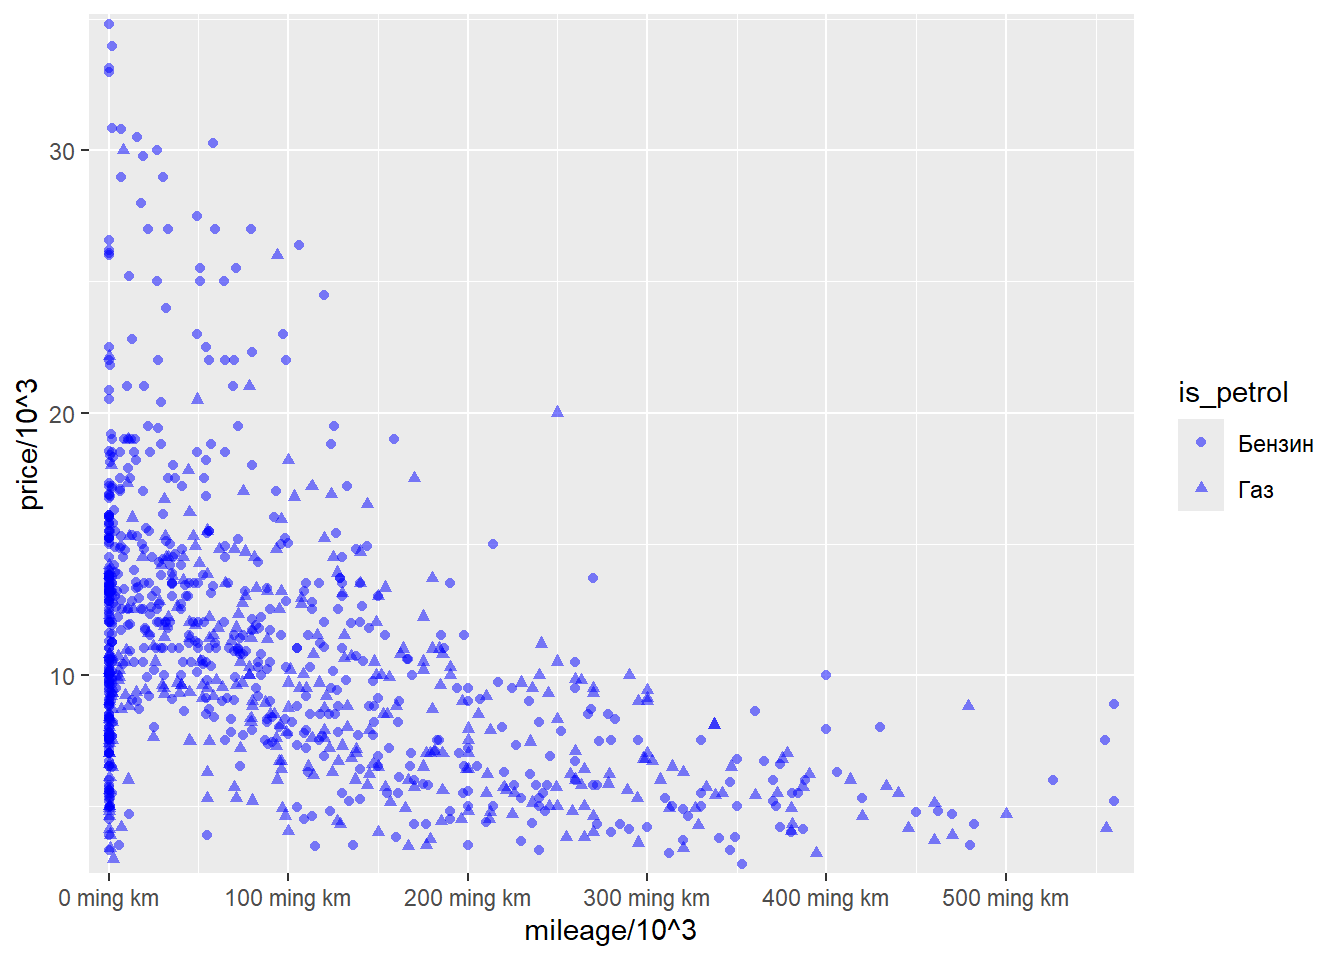 30
20
10
price/10^3
0 ming km
100 ming km
200 ming km
300 ming km
400 ming km
500 ming km
mileage/10^3
is_petrol
Бензин
Газ